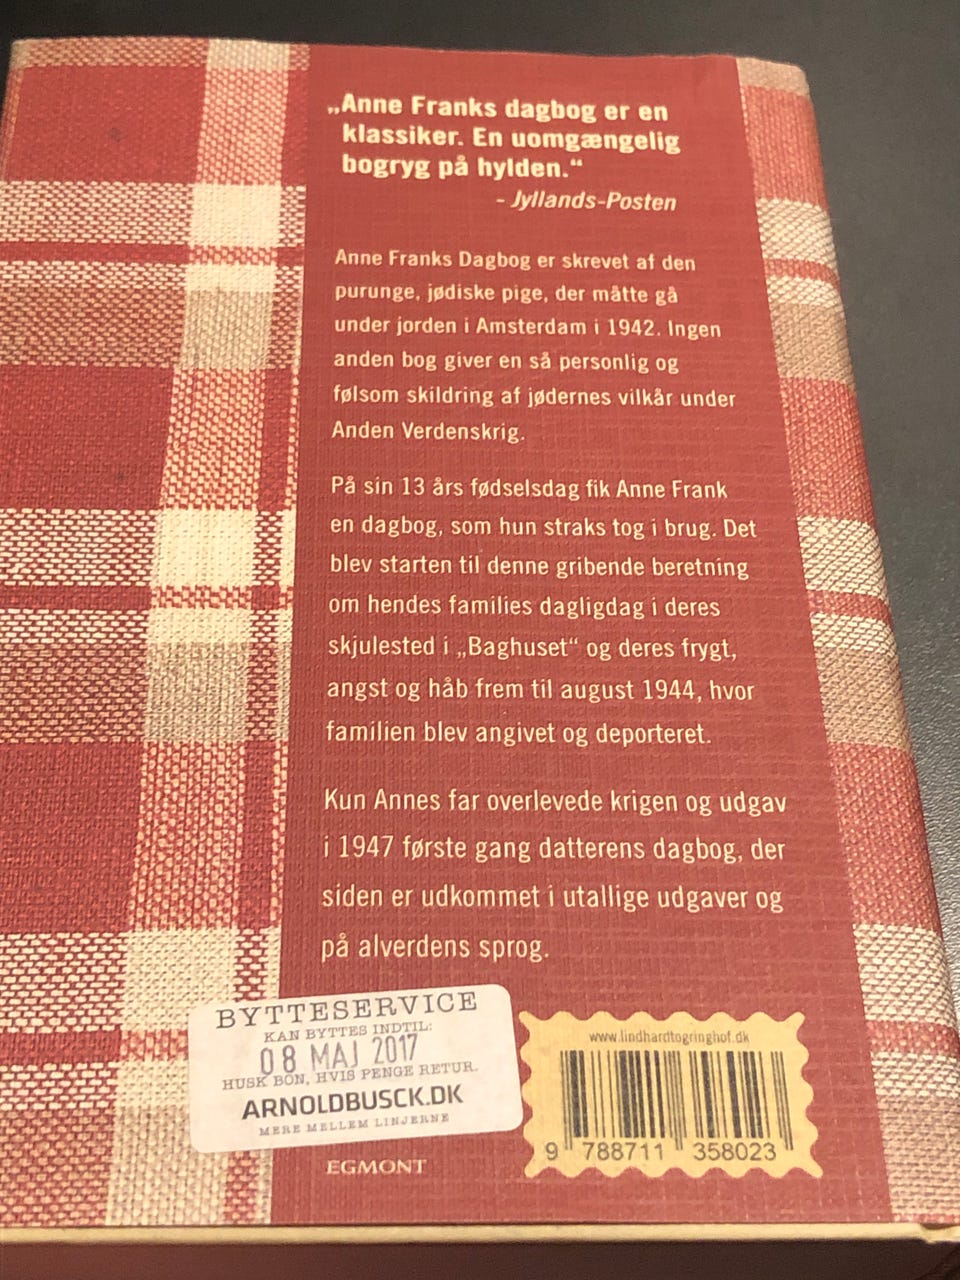 „Anne Franks dagbog er en
klassiker. En uomgængelig
bogryg på hylden.“
- Jyllands-Posten
Anne Franks Dagbog er skrevet af den
purunge, jødiske pige, der måtte gå
under jorden i Amsterdam i 1942. Ingen
anden bog giver en så personlig og
følsom skildring af jødernes vilkår under
Anden Verdenskrig.
På sin 13 års fødselsdag fik Anne Frank
en dagbog, som hun straks tog i brug. Det
blev starten til denne gribende beretning
om hendes families dagligdag i deres
skjulested i „Baghuset“ og deres frygt,
angst og håb frem til august 1944, hvor
familien blev angivet og deporteret.
Kun Annes far overlevede krigen og udgav
i 1947 første gang datterens dagbog, der
siden er udkommet i utallige udgaver og
på alverdens sprog.
BYTTESERVICE
KAN BYTTES INDTIL:
08 MAJ 2017
HUSK BON, HVIS PENGE RETUR.
ARNOLDBUSCK.DK
MERE MELLEM LINJERNE
EGMONT
www.lindhardtogringhof.dk
9 788711 358023